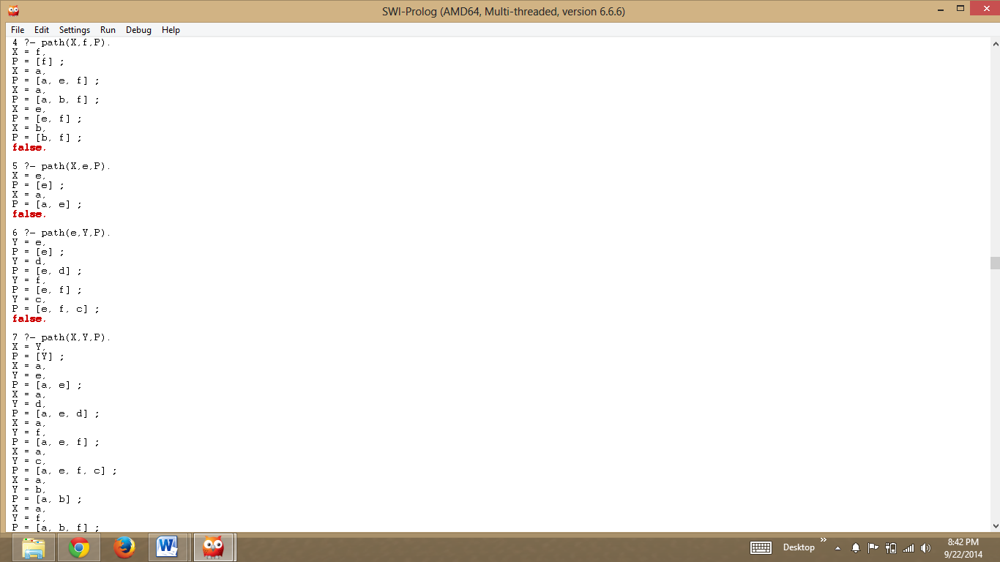 SWI-Prolog (AMD64, Multi-threaded, version 6.6.6)
File Edit Settings Run Debug Help
4 ?- path(X,f,P).
X = f,
P = [f] ;
X = a,
P = [a, e, f] ;
X = a,
P = [a, b, f] ;
X = e,
P = [e, f] ;
X = b,
P = [b, f] ;
false.
5 ?- path(X,e,P).
X = e,
P = [e] ;
X = a,
P = [a, e] ;
false.
6 ?- path(e,Y,P).
Y = e,
P = [e] ;
Y = d,
P = [e, d] ;
Y = f,
P = [e, f] ;
Y = c,
P = [e, f, c] ;
false.
7 ?- path(X,Y,P).
X = Y,
P = [Y] ;
X = a,
Y = e,
P = [a, e] ;
X = a,
Y = d,
P = [a, e, d] ;
X = a,
Y = f,
P = [a, e, f] ;
X = a,
Y = c,
P = [a, e, f, c] ;
X = a,
Y = b,
P = [a, b] ;
X = a,
Y = f,
P = [a, b, f] ;
Desktop
8:42 PM
9/22/2014